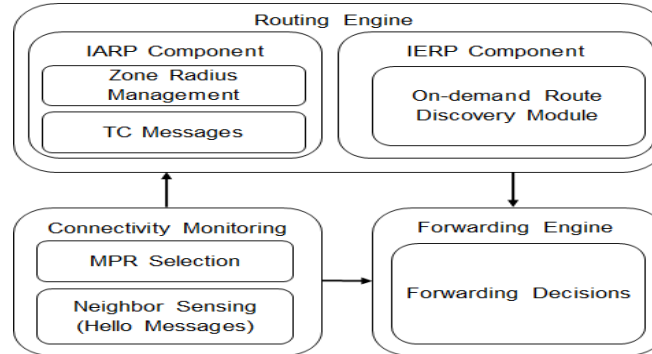 Routing Engine
IARP Component
Zone Radius
Management
TC Messages
IERP Component
On-demand Route
Discovery Module
Connectivity Monitoring
MPR Selection
Neighbor Sensing
(Hello Messages)
Forwarding Engine
Forwarding Decisions